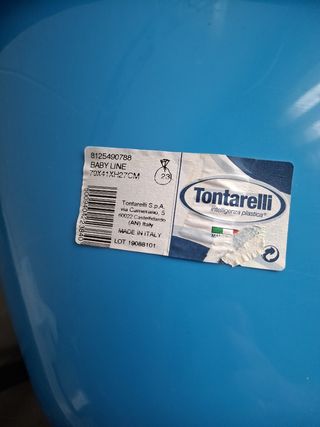 8125490788
BABY LINE
79X41XH27CM
23
Tontarelli S.p.A.
via Camerano, 5
60022 Castelfidardo
(AN) Italy
MADE IN ITALY
LOT 19088101
Tontarelli
intelligenza plastica